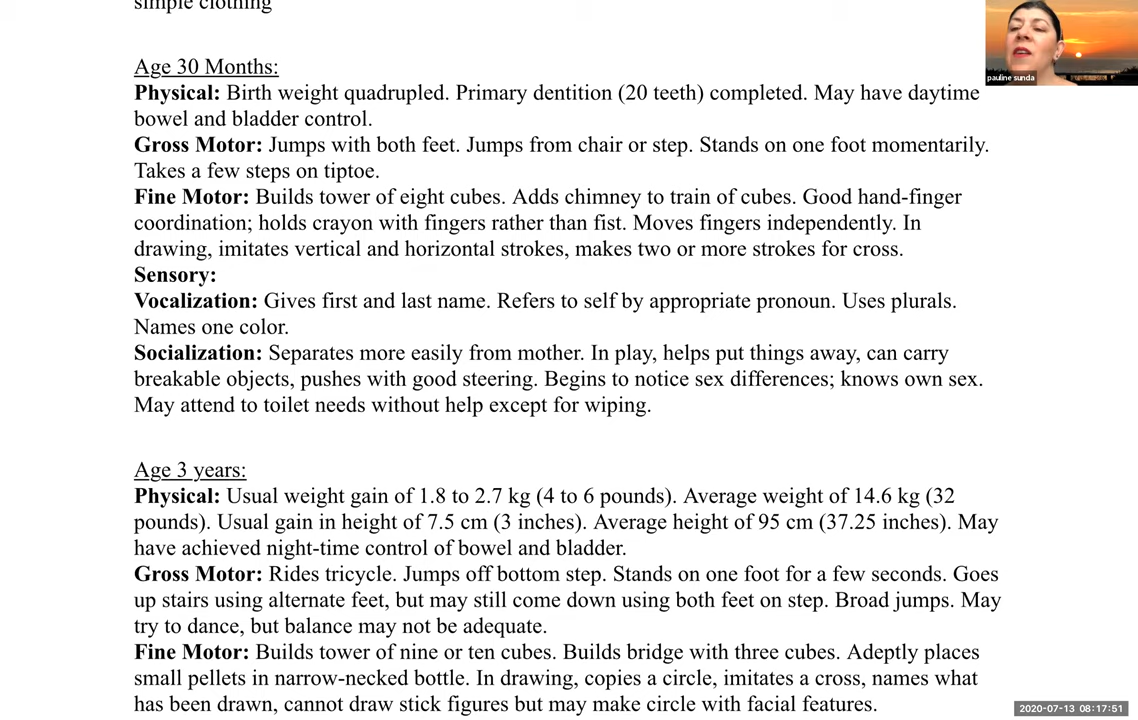 simple clothing
Age 30 Months:
Physical: Birth weight quadrupled. Primary dentition (20 teeth) completed. May have daytime
bowel and bladder control.
Gross Motor: Jumps with both feet. Jumps from chair or step. Stands on one foot momentarily.
Takes a few steps on tiptoe.
Fine Motor: Builds tower of eight cubes. Adds chimney to train of cubes. Good hand-finger
coordination; holds crayon with fingers rather than fist. Moves fingers independently. In
drawing, imitates vertical and horizontal strokes, makes two or more strokes for cross.
Sensory:
Vocalization: Gives first and last name. Refers to self by appropriate pronoun. Uses plurals.
Names one color.
Socialization: Separates more easily from mother. In play, helps put things away, can carry
breakable objects, pushes with good steering. Begins to notice sex differences; knows own sex.
May attend to toilet needs without help except for wiping.
Age 3 years:
Physical: Usual weight gain of 1.8 to 2.7 kg (4 to 6 pounds). Average weight of 14.6 kg (32
pounds). Usual gain in height of 7.5 cm (3 inches). Average height of 95 cm (37.25 inches). May
have achieved night-time control of bowel and bladder.
Gross Motor: Rides tricycle. Jumps off bottom step. Stands on one foot for a few seconds. Goes
up stairs using alternate feet, but may still come down using both feet on step. Broad jumps. May
try to dance, but balance may not be adequate.
Fine Motor: Builds tower of nine or ten cubes. Builds bridge with three cubes. Adeptly places
small pellets in narrow-necked bottle. In drawing, copies a circle, imitates a cross, names what
has been drawn, cannot draw stick figures but may make circle with facial features.
pauline sunda
2020-07-13 08:17:51